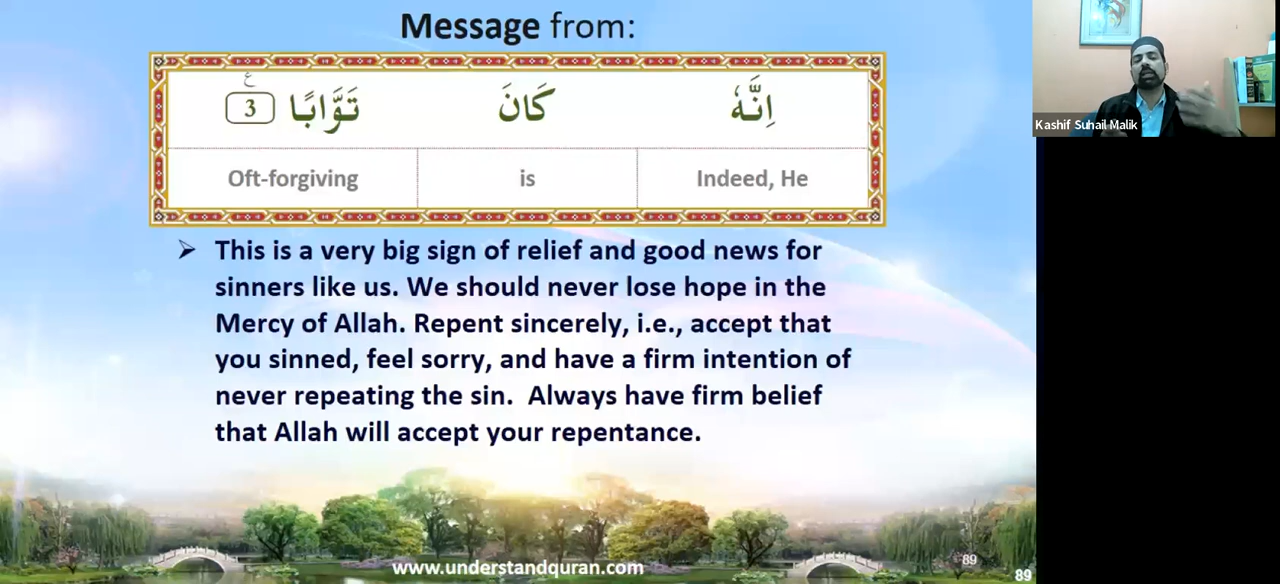 Message from:
اِنَّهٗ كَانَ تَوَّابًا 3 ع
Oft-forgiving is Indeed, He
➢ This is a very big sign of relief and good news for
sinners like us. We should never lose hope in the
Mercy of Allah. Repent sincerely, i.e., accept that
you sinned, feel sorry, and have a firm intention of
never repeating the sin. Always have firm belief
that Allah will accept your repentance.
www.understandquran.com
89
89
Kashif Suhail Malik